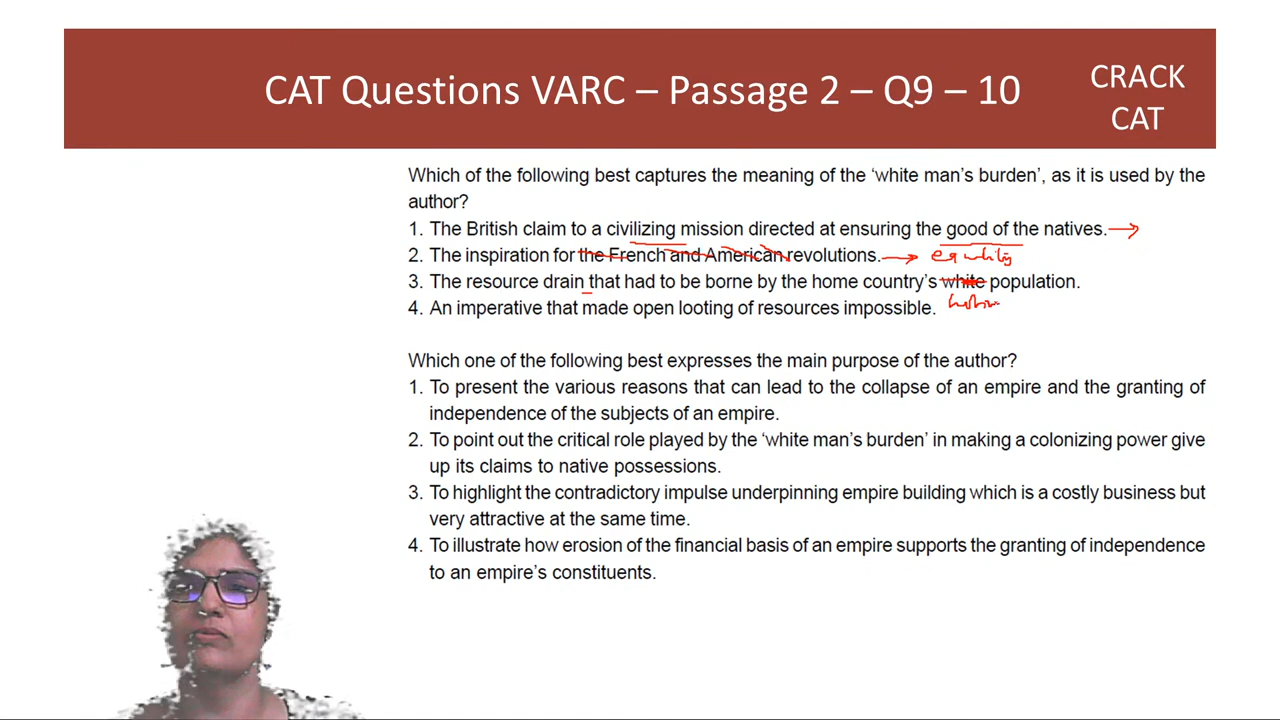 CAT Questions VARC – Passage 2 – Q9 – 10
CRACK
CAT
Which of the following best captures the meaning of the ‘white man’s burden’, as it is used by the
author?
1. The British claim to a civilizing mission directed at ensuring the good of the natives.
2. The inspiration for the French and American revolutions. → equality
3. The resource drain that had to be borne by the home country’s white population.
4. An imperative that made open looting of resources impossible.
Which one of the following best expresses the main purpose of the author?
1. To present the various reasons that can lead to the collapse of an empire and the granting of
independence of the subjects of an empire.
2. To point out the critical role played by the ‘white man’s burden’ in making a colonizing power give
up its claims to native possessions.
3. To highlight the contradictory impulse underpinning empire building which is a costly business but
very attractive at the same time.
4. To illustrate how erosion of the financial basis of an empire supports the granting of independence
to an empire’s constituents.